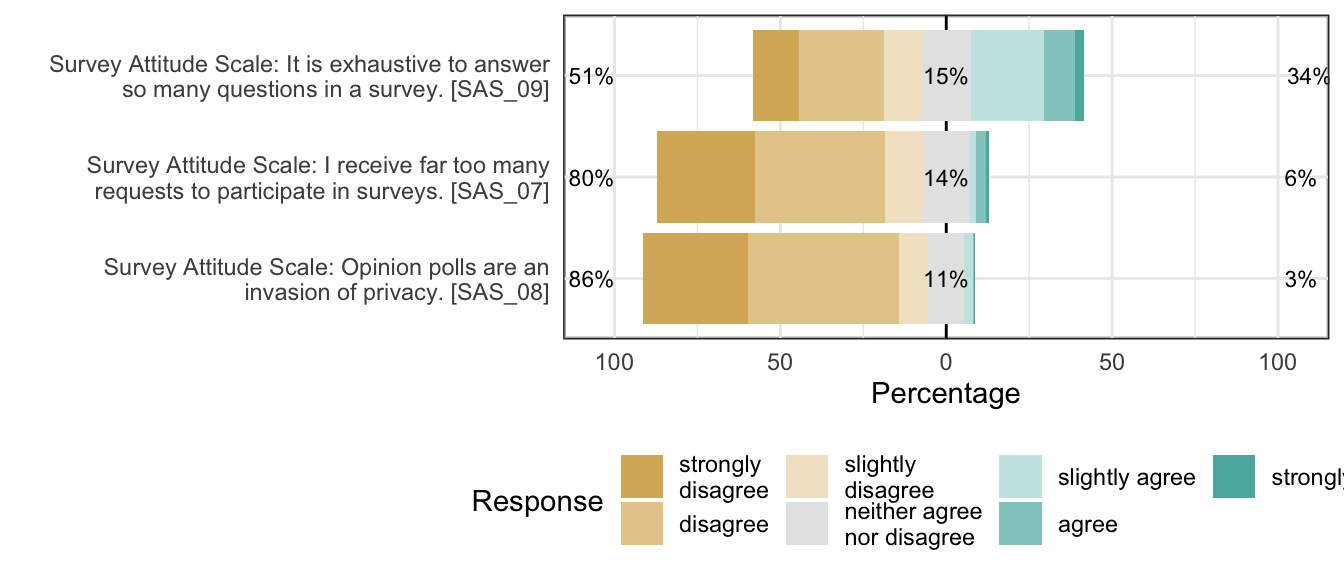 Survey Attitude Scale: It is exhaustive to answer
so many questions in a survey. [SAS_09]
51% 15% 34%
Survey Attitude Scale: I receive far too many
requests to participate in surveys. [SAS_07]
80% 14% 6%
Survey Attitude Scale: Opinion polls are an
invasion of privacy. [SAS_08]
86% 11% 3%
100 50 0 50 100
Percentage
Response
strongly
disagree
disagree
slightly
disagree
neither agree
nor disagree
slightly agree
agree
strongly